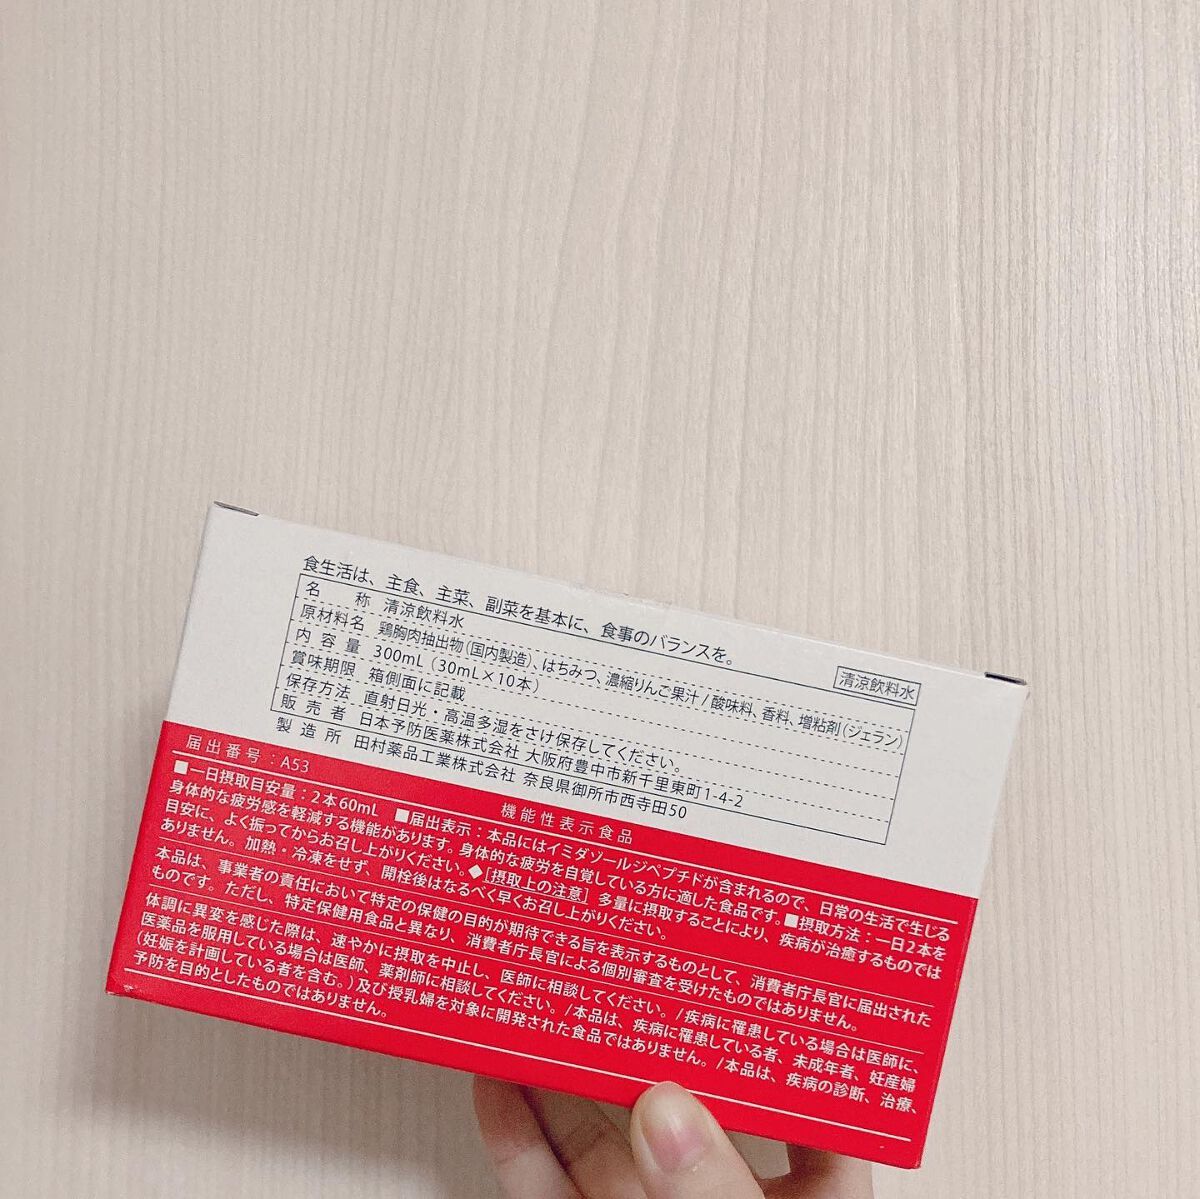 食生活は、主食、主菜、副菜を基本に、食事のバランスを。
清涼飲料水
名称 清涼飲料水
原材料名 鶏胸肉抽出物(国内製造)、はちみつ、濃縮りんご果汁/酸味料、香料、増粘剤(ジェラン)
内容量 300mL(30mL×10本)
賞味期限 箱側面に記載
保存方法 直射日光・高温多湿をさけ保存してください。
販売者 日本予防医薬株式会社 大阪府豊中市新千里東町1-4-2
製造所 田村薬品工業株式会社 奈良県御所市西寺田50
届出番号:A53 機能性表示食品
■一日摂取目安量:2本60mL ■届出表示:本品にはイミダゾールジペプチドが含まれるので、日常の生活で生じる
身体的な疲労感を軽減する機能があります。身体的な疲労を自覚している方に適した食品です。■摂取方法:一日2本を
目安に、よく振ってからお召し上がりください。◆[摂取上の注意] 多量に摂取することにより、疾病が治癒するものでは
ありません。加熱・冷凍をせず、開栓後はなるべく早くお召し上がりください。
本品は、事業者の責任において特定の保健の目的が期待できる旨を表示するものとして、消費者庁長官に届出された
ものです。ただし、特定保健用食品と異なり、消費者庁長官による個別審査を受けたものではありません。
体調に異変を感じた際は、速やかに摂取を中止し、医師に相談してください。/疾病に罹患している場合は医師に、
医薬品を服用している場合は医師、薬剤師に相談してください。/本品は、疾病に罹患している者、未成年者、妊産婦
(妊娠を計画している者を含む。)及び授乳婦を対象に開発された食品ではありません。/本品は、疾病の診断、治療、
予防を目的としたものではありません。